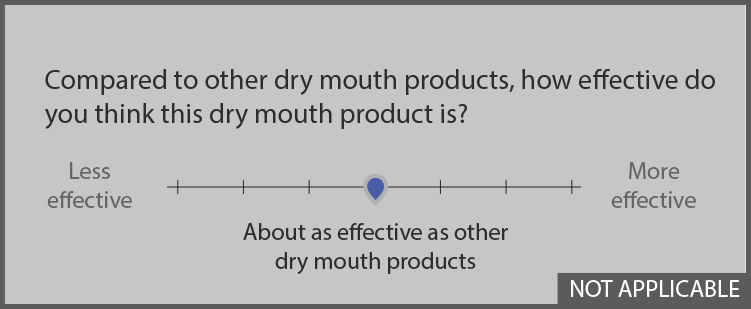 Compared to other dry mouth products, how effective do
you think this dry mouth product is?
Less
effective
More
effective
About as effective as other
dry mouth products
NOT APPLICABLE